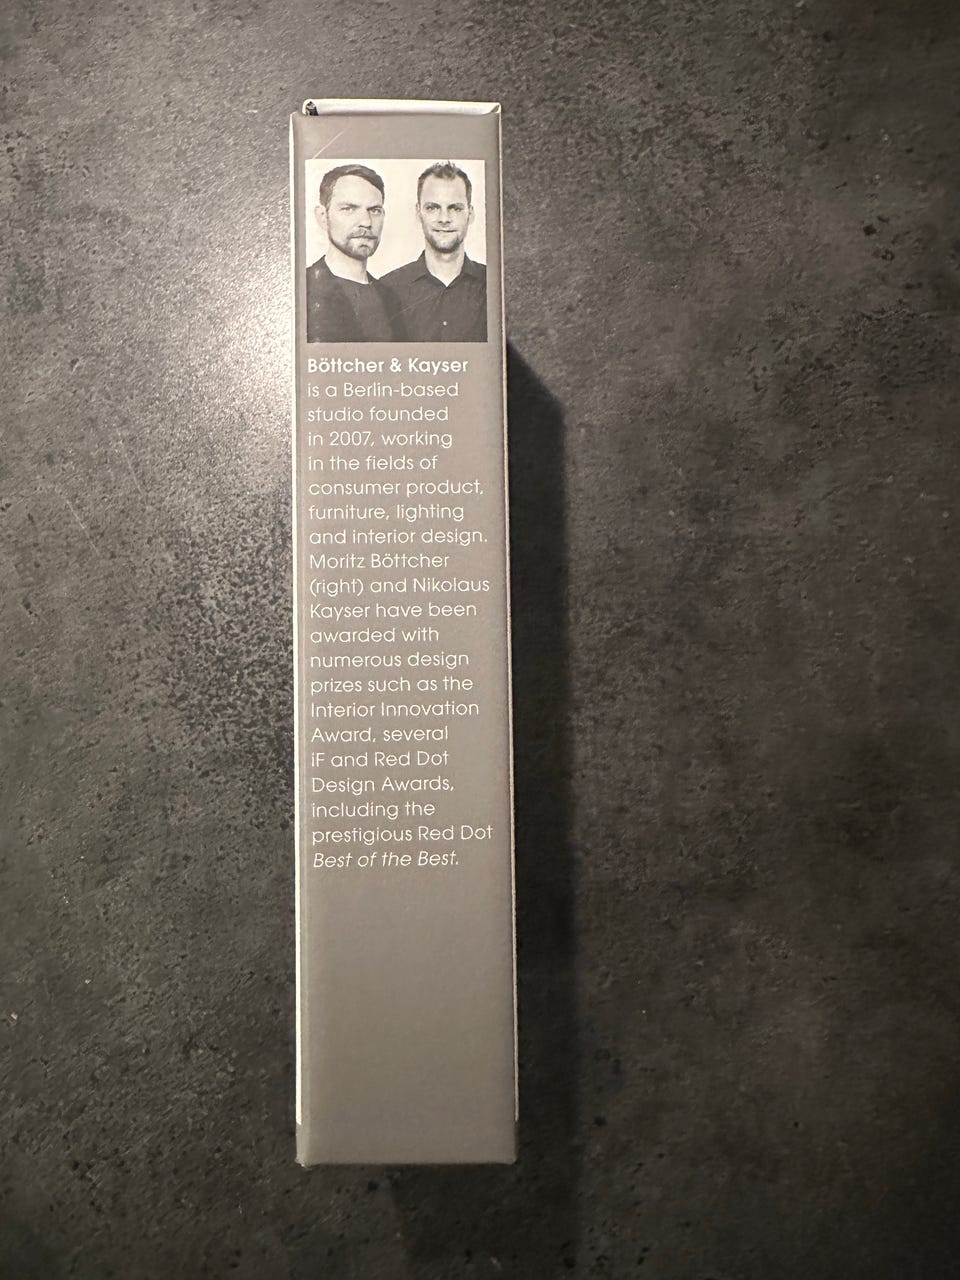 Böttcher & Kayser
is a Berlin-based
studio founded
in 2007, working
in the fields of
consumer product,
furniture, lighting
and interior design.
Moritz Böttcher
(right) and Nikolaus
Kayser have been
awarded with
numerous design
prizes such as the
Interior Innovation
Award, several
iF and Red Dot
Design Awards,
including the
prestigious Red Dot
Best of the Best.